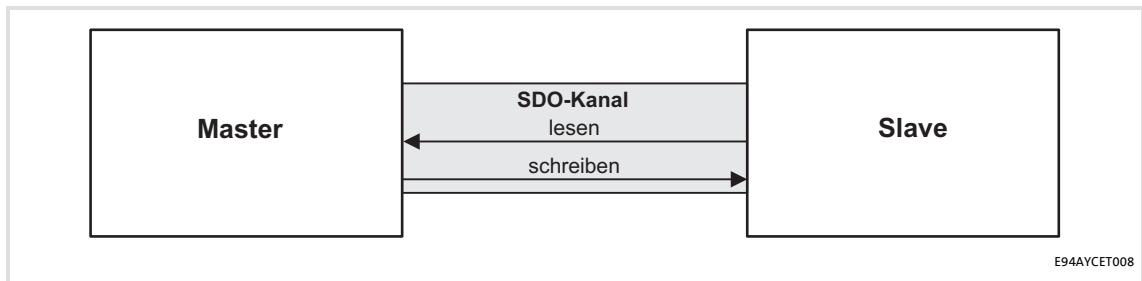 SDO-Kanal
Master
lesen
Slave
schreiben
E94AYCET008